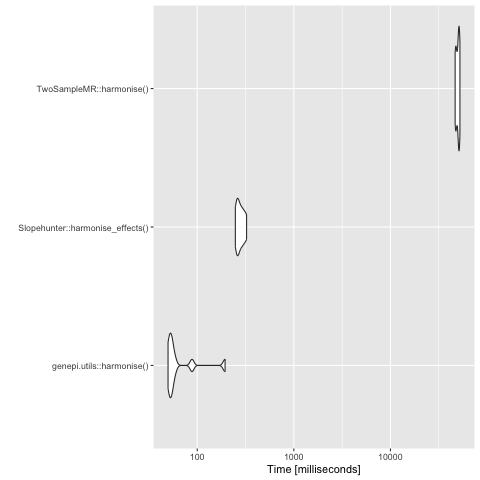 TwoSampleMR::harmonise()
Slopehunter::harmonise_effects()
genepi.utils::harmonise()
100 1000 10000
Time [milliseconds]